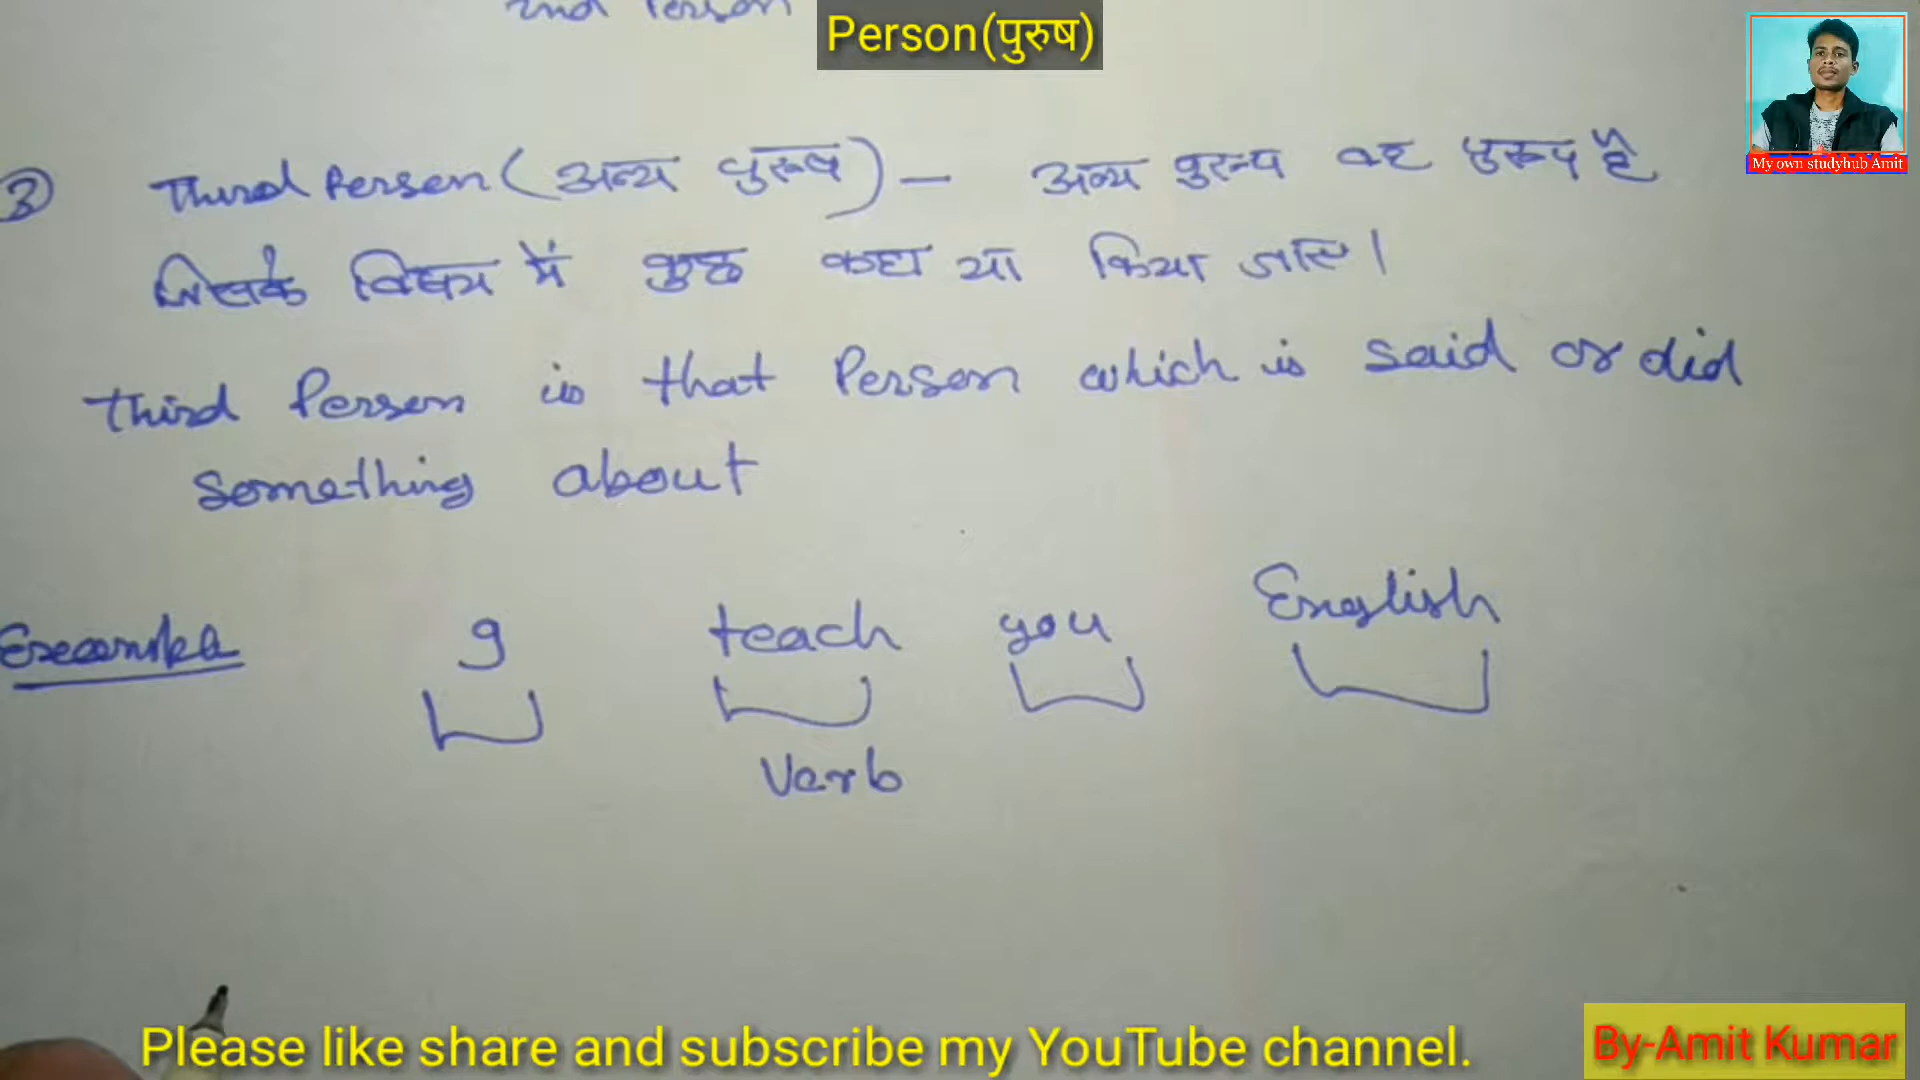 2nd Person
Person(पुरुष)
My own studyhub Amit
3 Third Person (अन्य पुरूष) — अन्य पुरूष वह पुरूष है
जिसके विषय में कुछ कहा या किया जाए।
Third Person is that Person which is said or did
something about
Example I teach you English
Verb
Please like share and subscribe my YouTube channel.
By-Amit Kumar